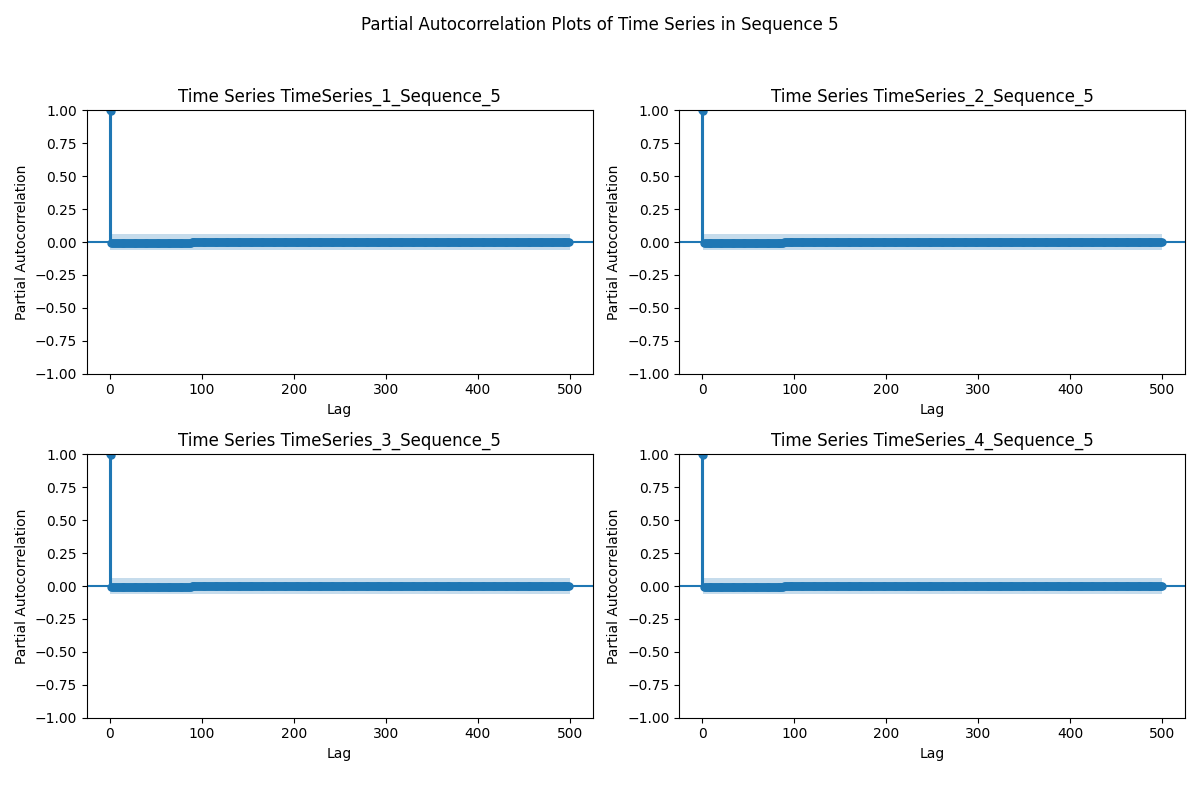 Partial Autocorrelation Plots of Time Series in Sequence 5
Time Series TimeSeries_1_Sequence_5
Partial Autocorrelation
1.00
0.75
0.50
0.25
0.00
−0.25
−0.50
−0.75
−1.00
0 100 200 300 400 500
Lag
Time Series TimeSeries_2_Sequence_5
Partial Autocorrelation
1.00
0.75
0.50
0.25
0.00
−0.25
−0.50
−0.75
−1.00
0 100 200 300 400 500
Lag
Time Series TimeSeries_3_Sequence_5
Partial Autocorrelation
1.00
0.75
0.50
0.25
0.00
−0.25
−0.50
−0.75
−1.00
0 100 200 300 400 500
Lag
Time Series TimeSeries_4_Sequence_5
Partial Autocorrelation
1.00
0.75
0.50
0.25
0.00
−0.25
−0.50
−0.75
−1.00
0 100 200 300 400 500
Lag